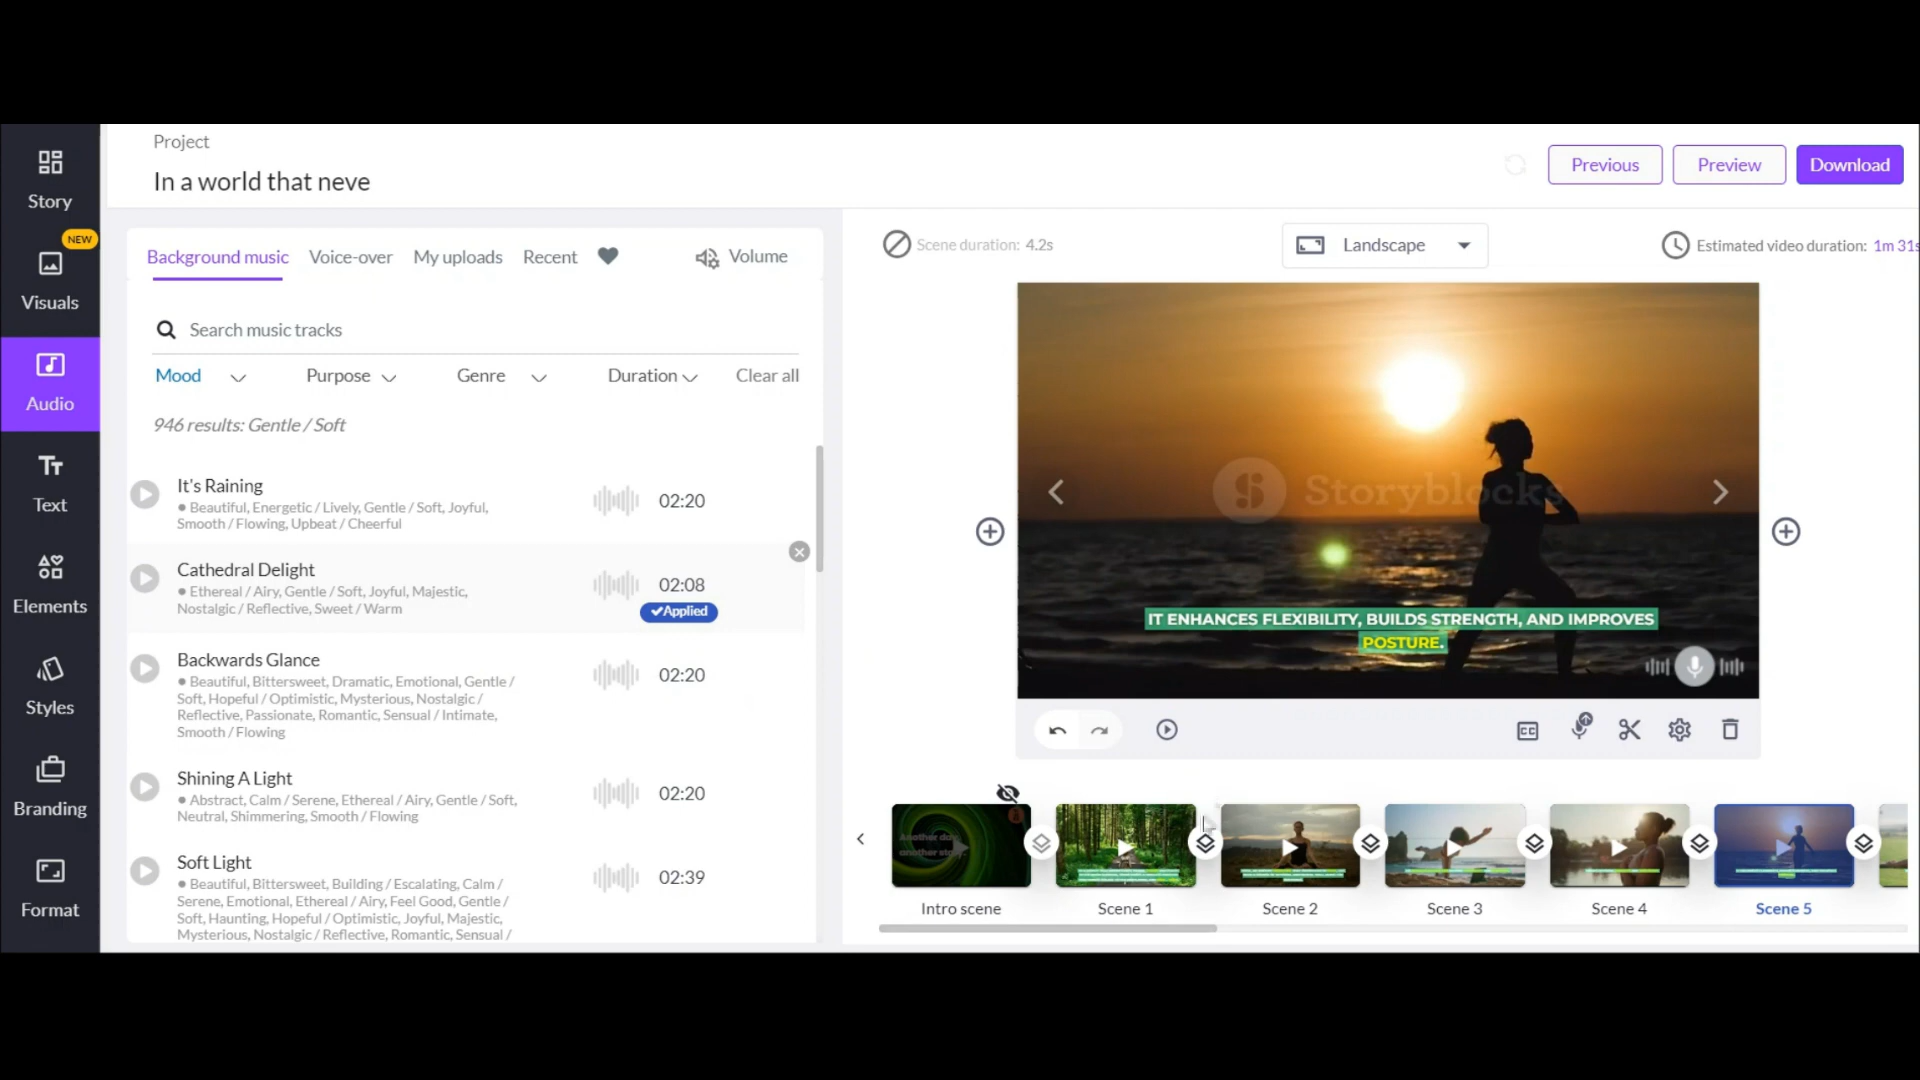 Project
In a world that neve
Previous
Preview
Download
Story
NEW
Visuals
Audio
Text
Elements
Styles
Branding
Format
Background music
Voice-over
My uploads
Recent
Volume
Search music tracks
Mood
Purpose
Genre
Duration
Clear all
946 results: Gentle / Soft
It's Raining
Beautiful, Energetic / Lively, Gentle / Soft, Joyful,
Smooth / Flowing, Upbeat / Cheerful
02:20
Cathedral Delight
Ethereal / Airy, Gentle / Soft, Joyful, Majestic,
Nostalgic / Reflective, Sweet / Warm
02:08
Applied
Backwards Glance
Beautiful, Bittersweet, Dramatic, Emotional, Gentle /
Soft, Hopeful / Optimistic, Mysterious, Nostalgic /
Reflective, Passionate, Romantic, Sensual / Intimate,
Smooth / Flowing
02:20
Shining A Light
Abstract, Calm / Serene, Ethereal / Airy, Gentle / Soft,
Neutral, Shimmering, Smooth / Flowing
02:20
Soft Light
Beautiful, Bittersweet, Building / Escalating, Calm /
Serene, Emotional, Ethereal / Airy, Feel Good, Gentle /
Soft, Haunting, Hopeful / Optimistic, Joyful, Majestic,
Mysterious, Nostalgic / Reflective, Romantic, Sensual /
02:39
Scene duration: 4.2s
Landscape
Estimated video duration: 1m 31s
Storyblocks
IT ENHANCES FLEXIBILITY, BUILDS STRENGTH, AND IMPROVES
POSTURE.
CC
Another day,
another story
Intro scene
Scene 1
Scene 2
Scene 3
Scene 4
Scene 5